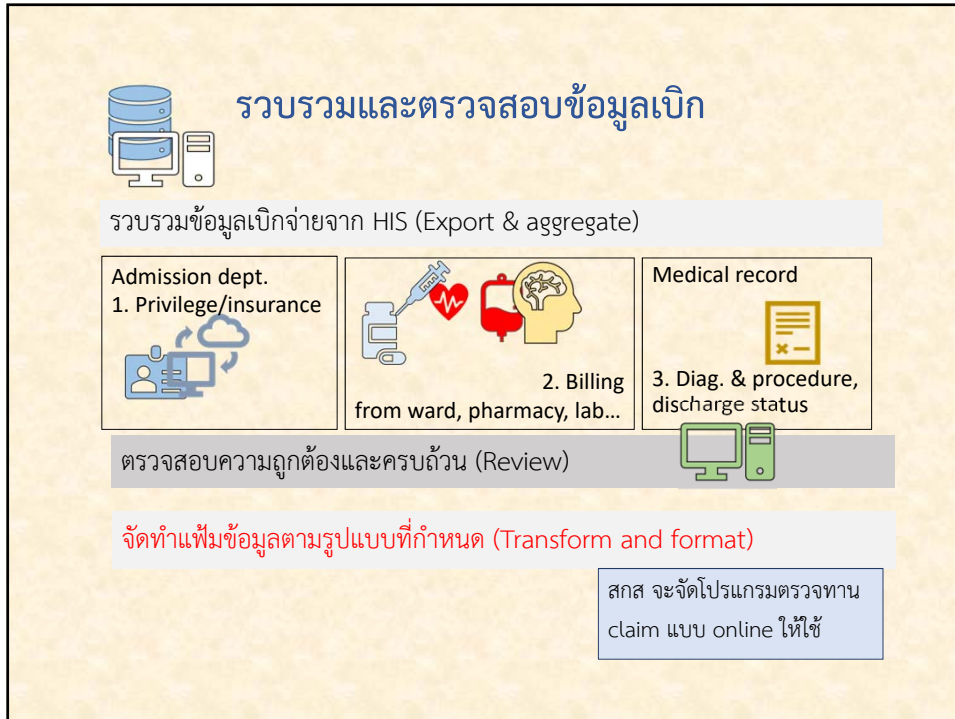 รวบรวมและตรวจสอบข้อมูลเบิก
รวบรวมข้อมูลเบิกจ่ายจาก HIS (Export & aggregate)
Admission dept.
1. Privilege/insurance
2. Billing
from ward, pharmacy, lab...
Medical record
3. Diag. & procedure,
discharge status
ตรวจสอบความถูกต้องและครบถ้วน (Review)
จัดทำแฟ้มข้อมูลตามรูปแบบที่กำหนด (Transform and format)
สกส จะจัดโปรแกรมตรวจทาน
claim แบบ online ให้ใช้